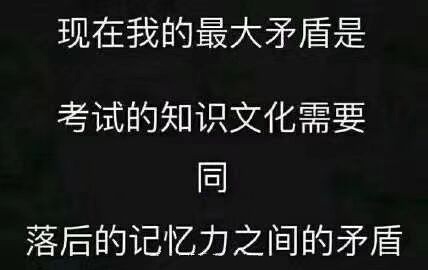 现在我的最大矛盾是
考试的知识文化需要
同
落后的记忆力之间的矛盾